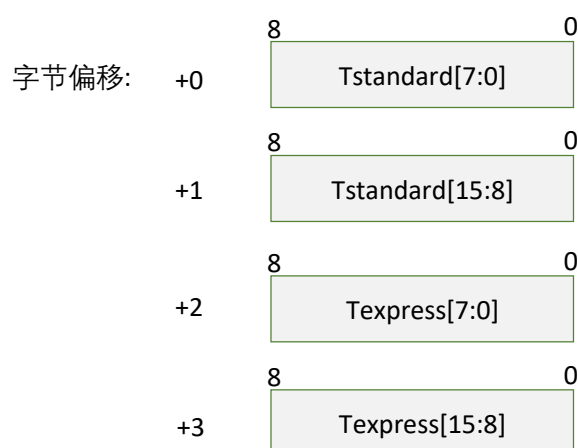 8 0
字节偏移: +0 Tstandard[7:0]
8 0
+1 Tstandard[15:8]
8 0
+2 Texpress[7:0]
8 0
+3 Texpress[15:8]